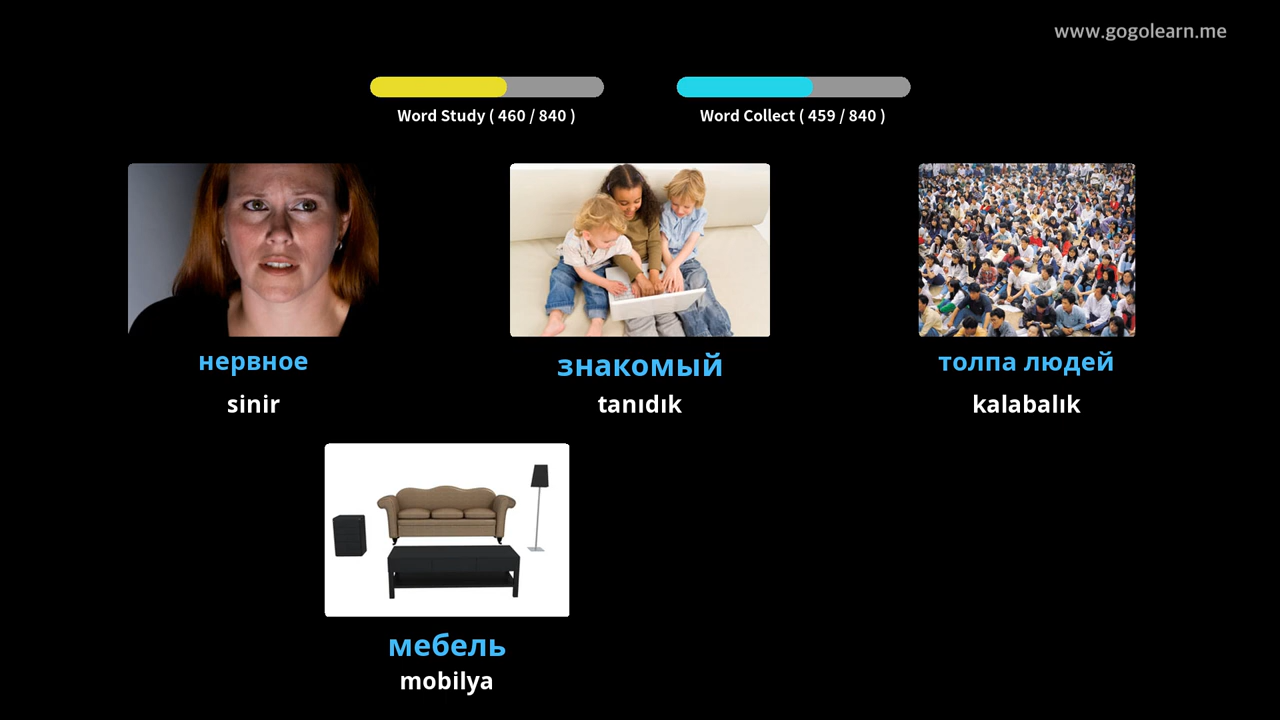 www.gogolearn.me
Word Study ( 460 / 840 )
Word Collect ( 459 / 840 )
нервное
знакомый
толпа людей
sinir
tanıdık
kalabalık
мебель
mobilya